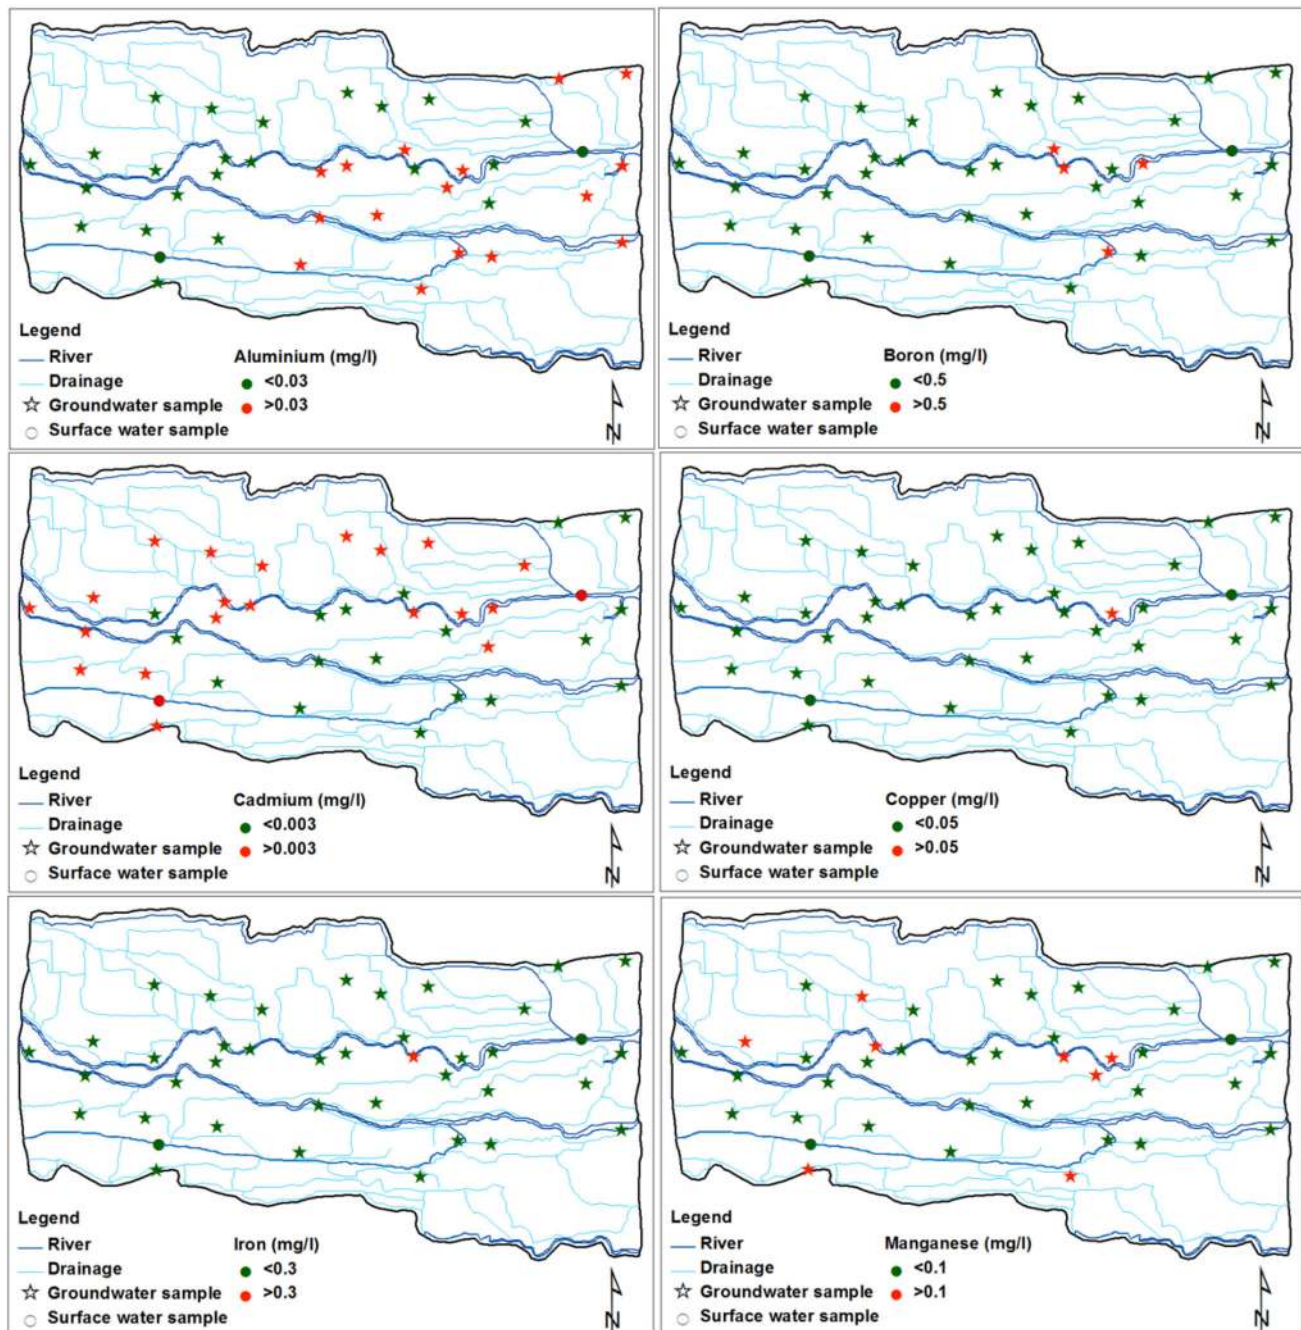 Legend
River
Aluminium (mg/l)
Drainage
<0.03
Groundwater sample
>0.03
Surface water sample
N
Legend
River
Boron (mg/l)
Drainage
<0.5
Groundwater sample
>0.5
Surface water sample
N
Legend
River
Cadmium (mg/l)
Drainage
<0.003
Groundwater sample
>0.003
Surface water sample
N
Legend
River
Copper (mg/l)
Drainage
<0.05
Groundwater sample
>0.05
Surface water sample
N
Legend
River
Iron (mg/l)
Drainage
<0.3
Groundwater sample
>0.3
Surface water sample
N
Legend
River
Manganese (mg/l)
Drainage
<0.1
Groundwater sample
>0.1
Surface water sample
N